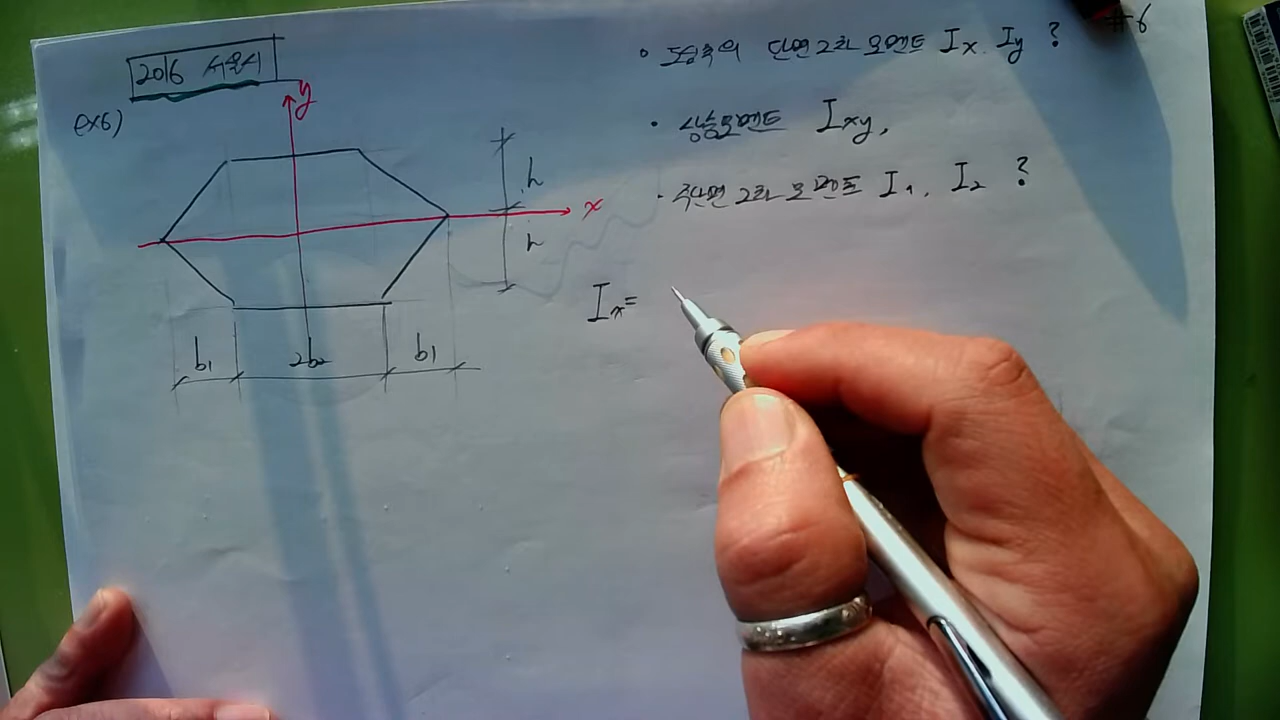 #6
2016 서울시
ex6)
y
x
h
h
b1 2b2 b1
• 도심축의 단면2차 모멘트 Ix. Iy ?
• 상승모멘트 Ixy,
• 주단면2차 모멘트 I1, I2 ?
Ix=